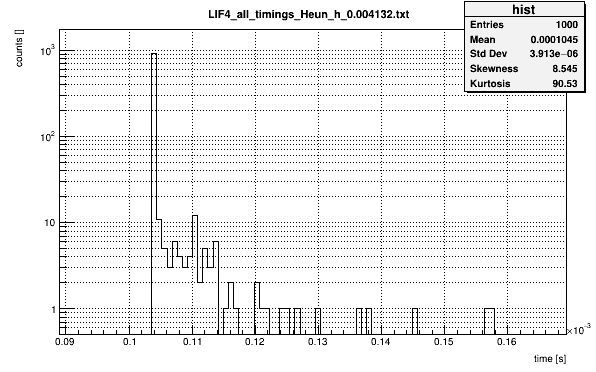 LIF4_all_timings_Heun_h_0.004132.txt
hist
Entries 1000
Mean 0.0001045
Std Dev 3.913e−06
Skewness 8.545
Kurtosis 90.53
counts []
10³
10²
10
1
0.09 0.1 0.11 0.12 0.13 0.14 0.15 0.16
×10⁻³
time [s]